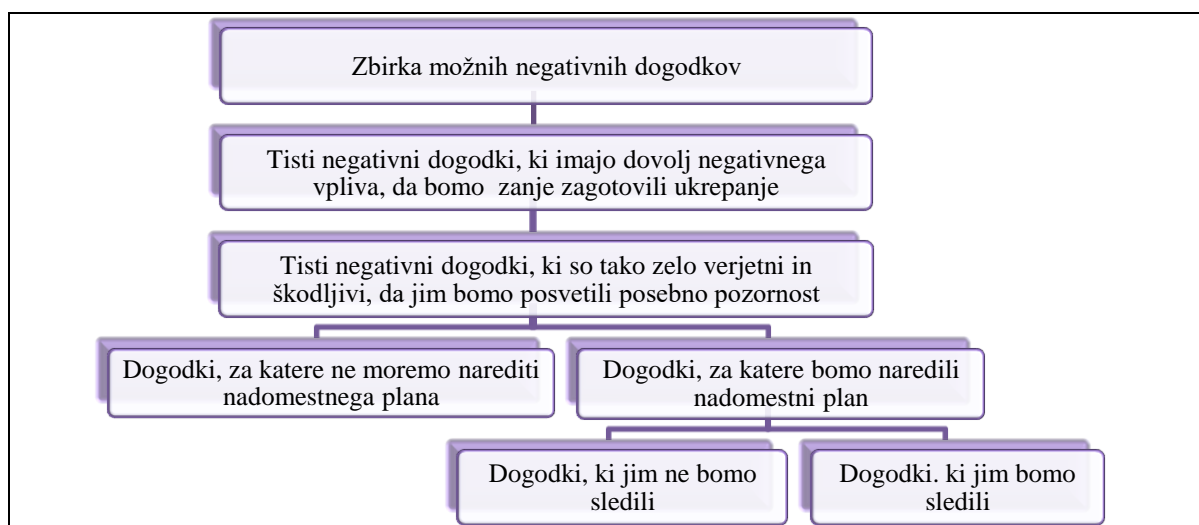 Zbirka možnih negativnih dogodkov
Tisti negativni dogodki, ki imajo dovolj negativnega
vpliva, da bomo zanje zagotovili ukrepanje
Tisti negativni dogodki, ki so tako zelo verjetni in
škodljivi, da jim bomo posvetili posebno pozornost
Dogodki, za katere ne moremo narediti
nadomestnega plana
Dogodki, za katere bomo naredili
nadomestni plan
Dogodki, ki jim ne bomo
sledili
Dogodki. ki jim bomo
sledili